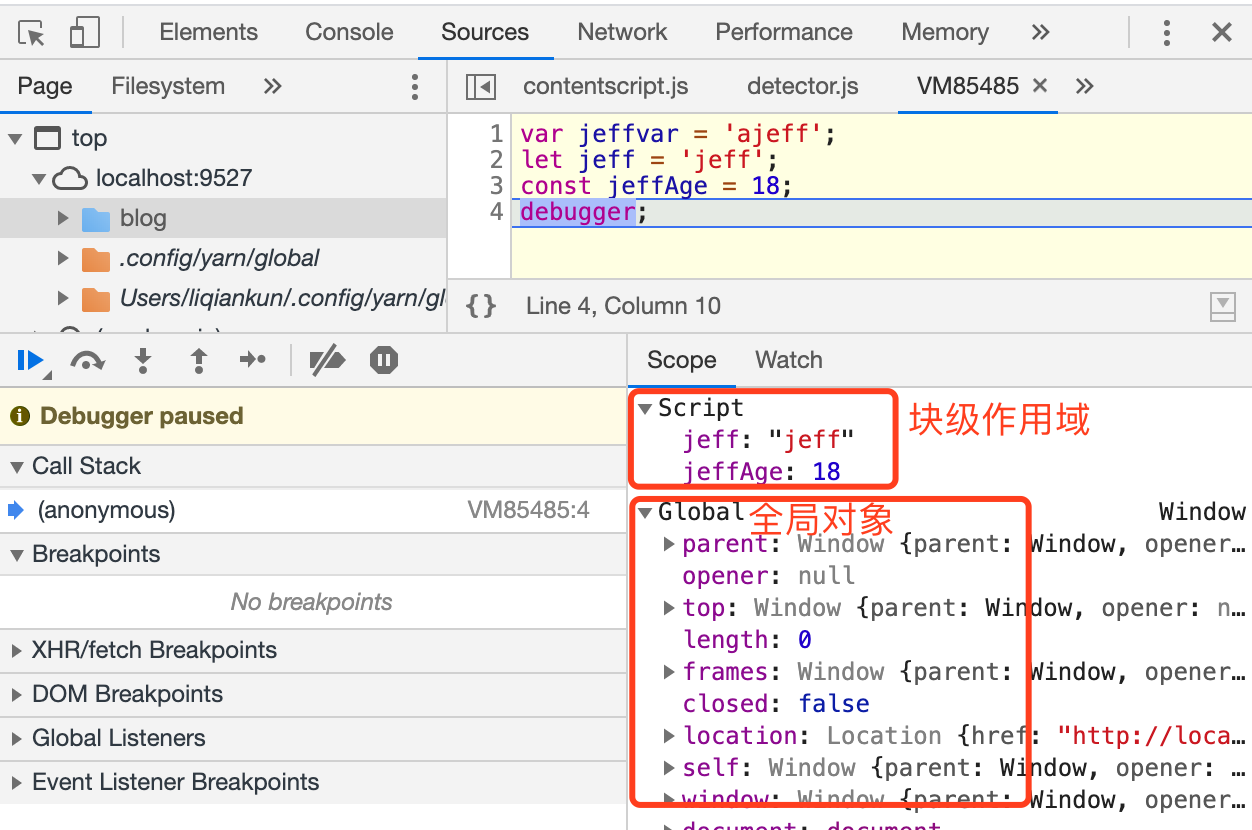 Elements Console Sources Network Performance Memory »
Page Filesystem » contentscript.js detector.js VM85485 × »
top
localhost:9527
blog
.config/yarn/global
Users/liqiankun/.config/yarn/gl
1 var jeffvar = 'ajeff';
2 let jeff = 'jeff';
3 const jeffAge = 18;
4 debugger;
{} Line 4, Column 10
Debugger paused
Call Stack
(anonymous) VM85485:4
Breakpoints
No breakpoints
XHR/fetch Breakpoints
DOM Breakpoints
Global Listeners
Event Listener Breakpoints
Scope Watch
Script 块级作用域
jeff: "jeff"
jeffAge: 18
Global 全局对象 Window
parent: Window {parent: Window, opener…
opener: null
top: Window {parent: Window, opener: n…
length: 0
frames: Window {parent: Window, opener…
closed: false
location: Location {href: "http://loca…
self: Window {parent: Window, opener: …
window: Window {parent: Window, opener…
document: document